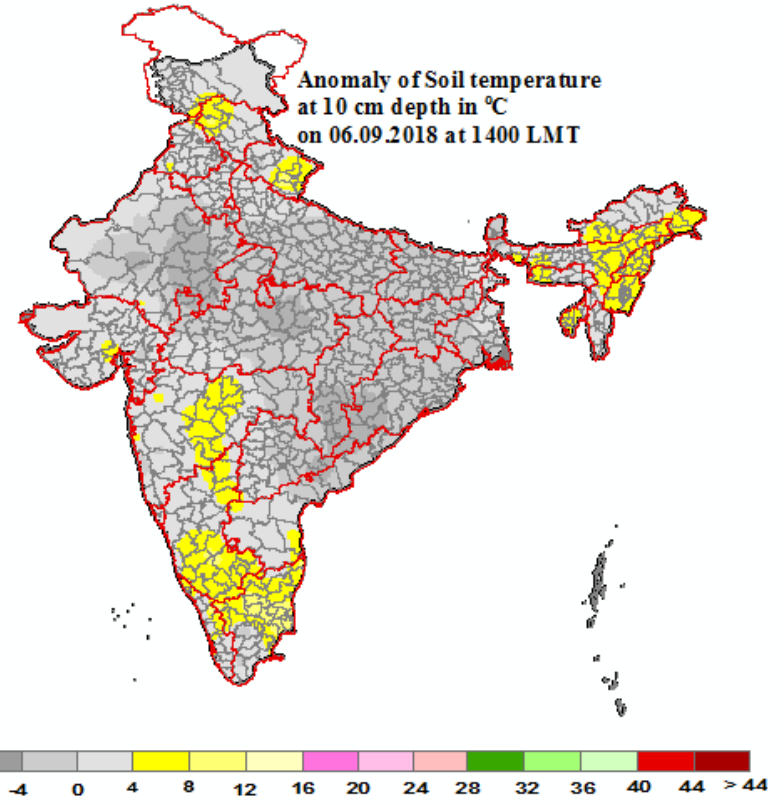 Anomaly of Soil temperature
at 10 cm depth in °C
on 06.09.2018 at 1400 LMT
-4 0 4 8 12 16 20 24 28 32 36 40 44 > 44